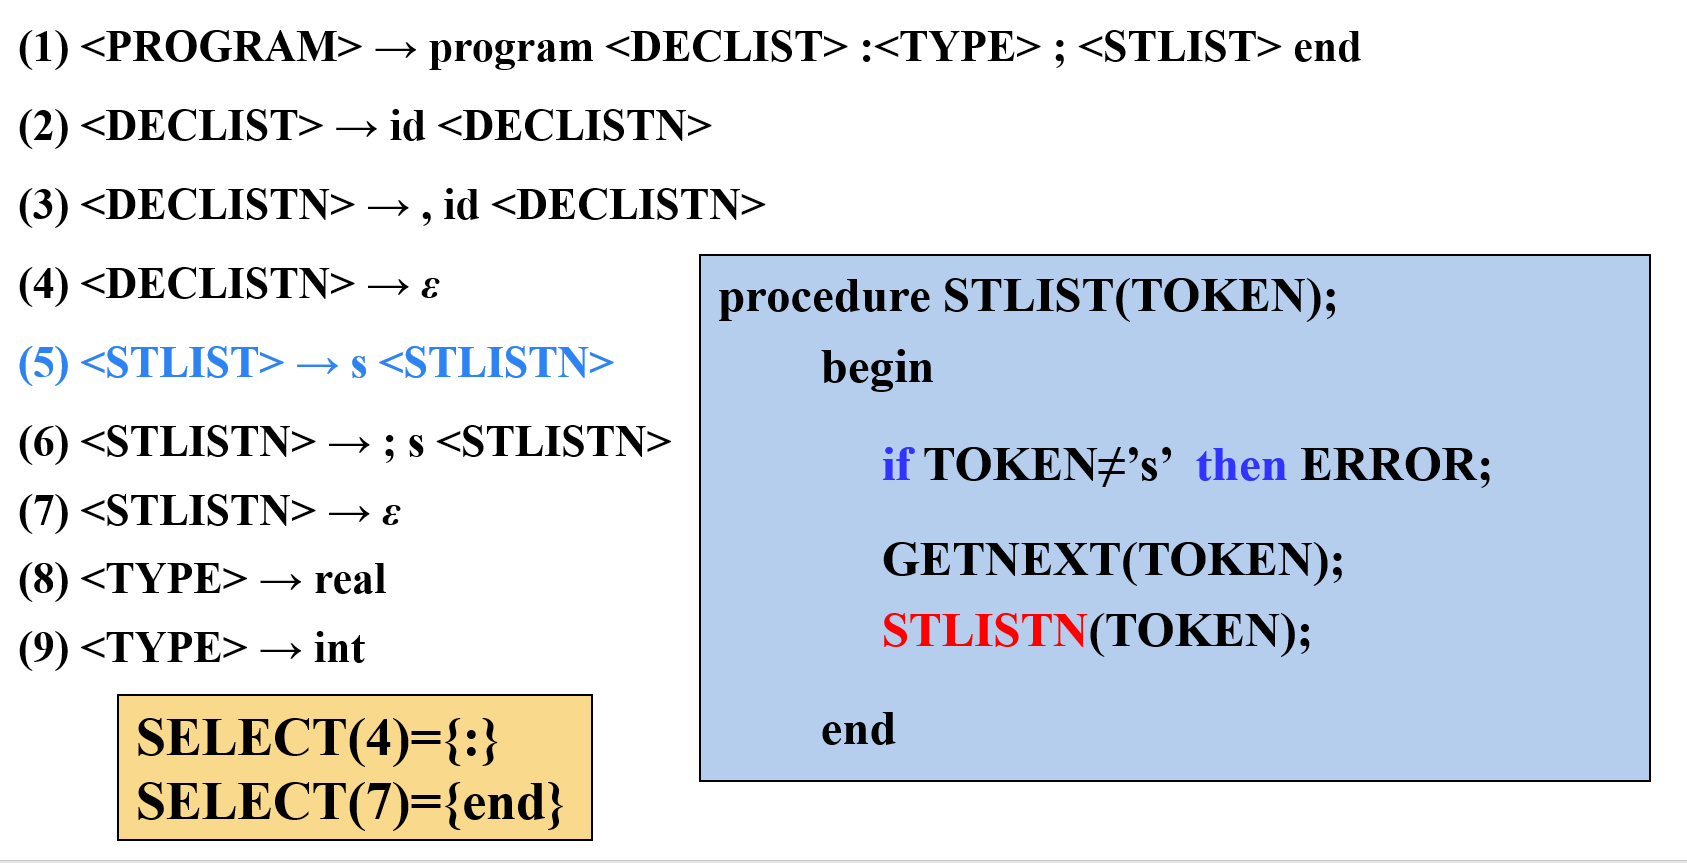 (1) <PROGRAM> → program <DECLIST> :<TYPE> ; <STLIST> end
(2) <DECLIST> → id <DECLISTN>
(3) <DECLISTN> → , id <DECLISTN>
(4) <DECLISTN> → ε
(5) <STLIST> → s <STLISTN>
(6) <STLISTN> → ; s <STLISTN>
(7) <STLISTN> → ε
(8) <TYPE> → real
(9) <TYPE> → int
SELECT(4)={:}
SELECT(7)={end}
procedure STLIST(TOKEN);
begin
if TOKEN≠’s’ then ERROR;
GETNEXT(TOKEN);
STLISTN(TOKEN);
end